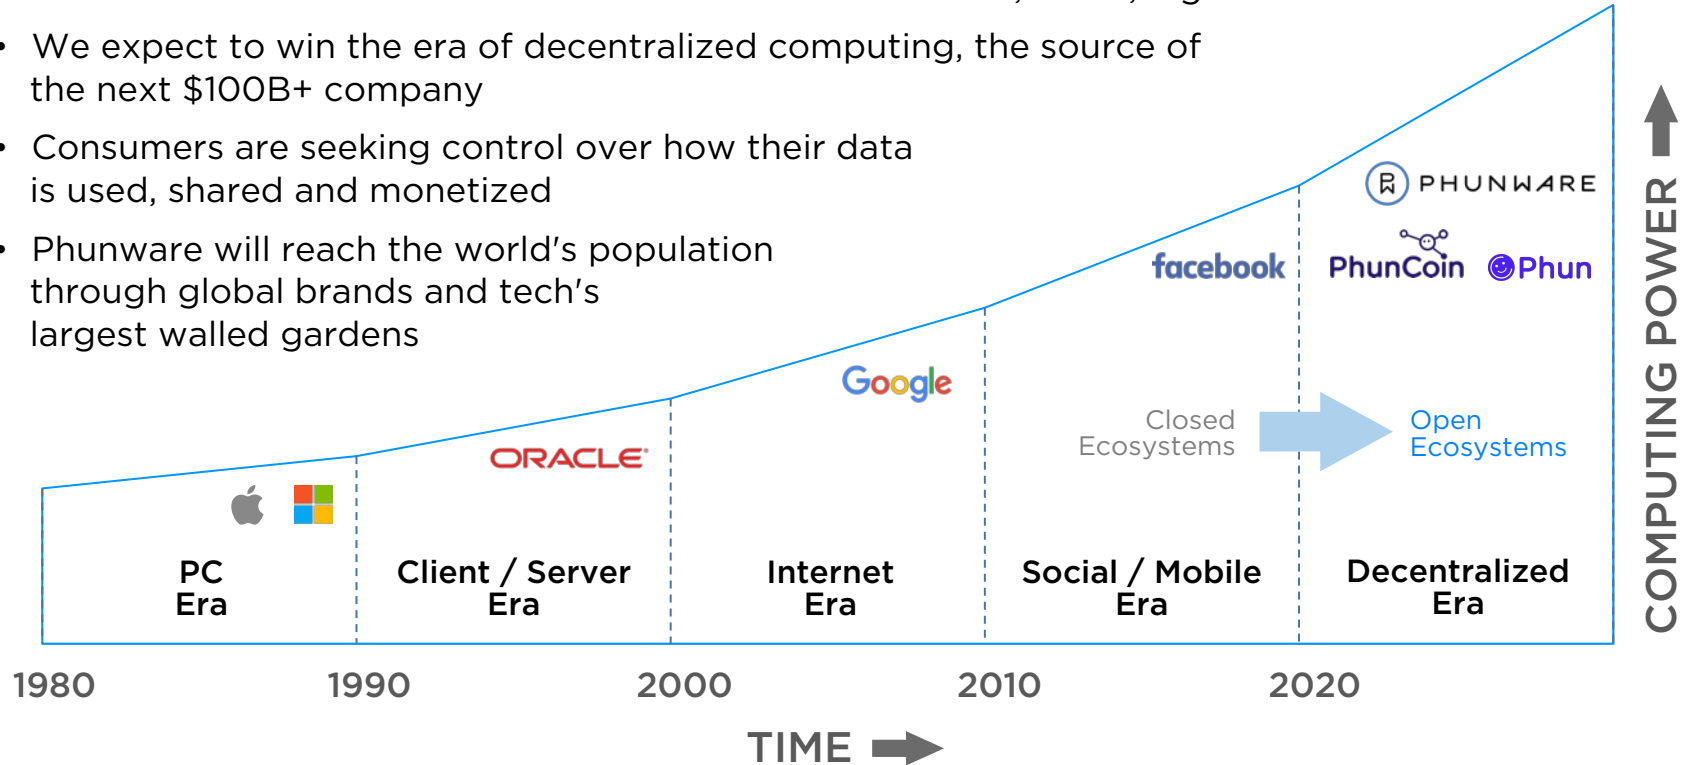 • We expect to win the era of decentralized computing, the source of
the next $100B+ company
• Consumers are seeking control over how their data
is used, shared and monetized
• Phunware will reach the world's population
through global brands and tech's
largest walled gardens
PHUNWARE
facebook
PhunCoin
Phun
Google
Closed
Ecosystems
Open
Ecosystems
ORACLE
PC
Era
Client / Server
Era
Internet
Era
Social / Mobile
Era
Decentralized
Era
COMPUTING POWER
1980
1990
2000
2010
2020
TIME